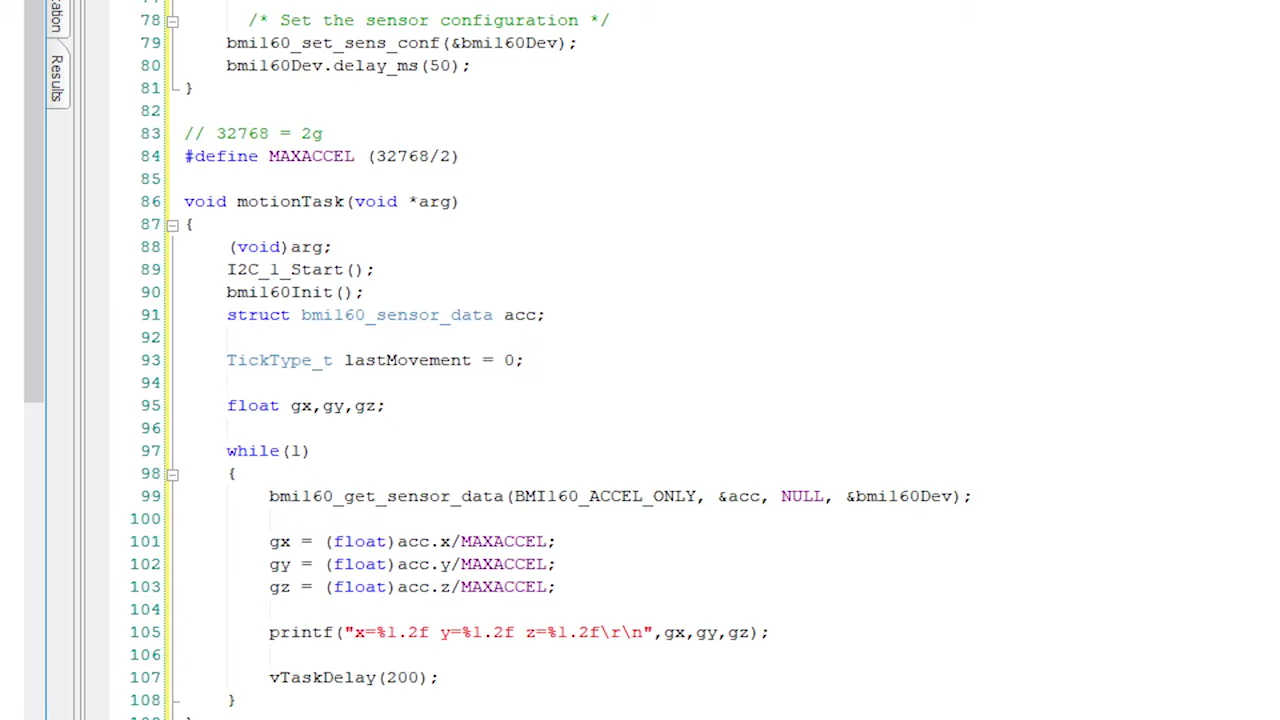 tation
Results
77
78 /* Set the sensor configuration */
79 bmi160_set_sens_conf(&bmi160Dev);
80 bmi160Dev.delay_ms(50);
81 }
82
83 // 32768 = 2g
84 #define MAXACCEL (32768/2)
85
86 void motionTask(void *arg)
87 {
88 (void)arg;
89 I2C_1_Start();
90 bmi160Init();
91 struct bmi160_sensor_data acc;
92
93 TickType_t lastMovement = 0;
94
95 float gx,gy,gz;
96
97 while(1)
98 {
99 bmi160_get_sensor_data(BMI160_ACCEL_ONLY, &acc, NULL, &bmi160Dev);
100
101 gx = (float)acc.x/MAXACCEL;
102 gy = (float)acc.y/MAXACCEL;
103 gz = (float)acc.z/MAXACCEL;
104
105 printf("x=%1.2f y=%1.2f z=%1.2f\r\n",gx,gy,gz);
106
107 vTaskDelay(200);
108 }
109 }